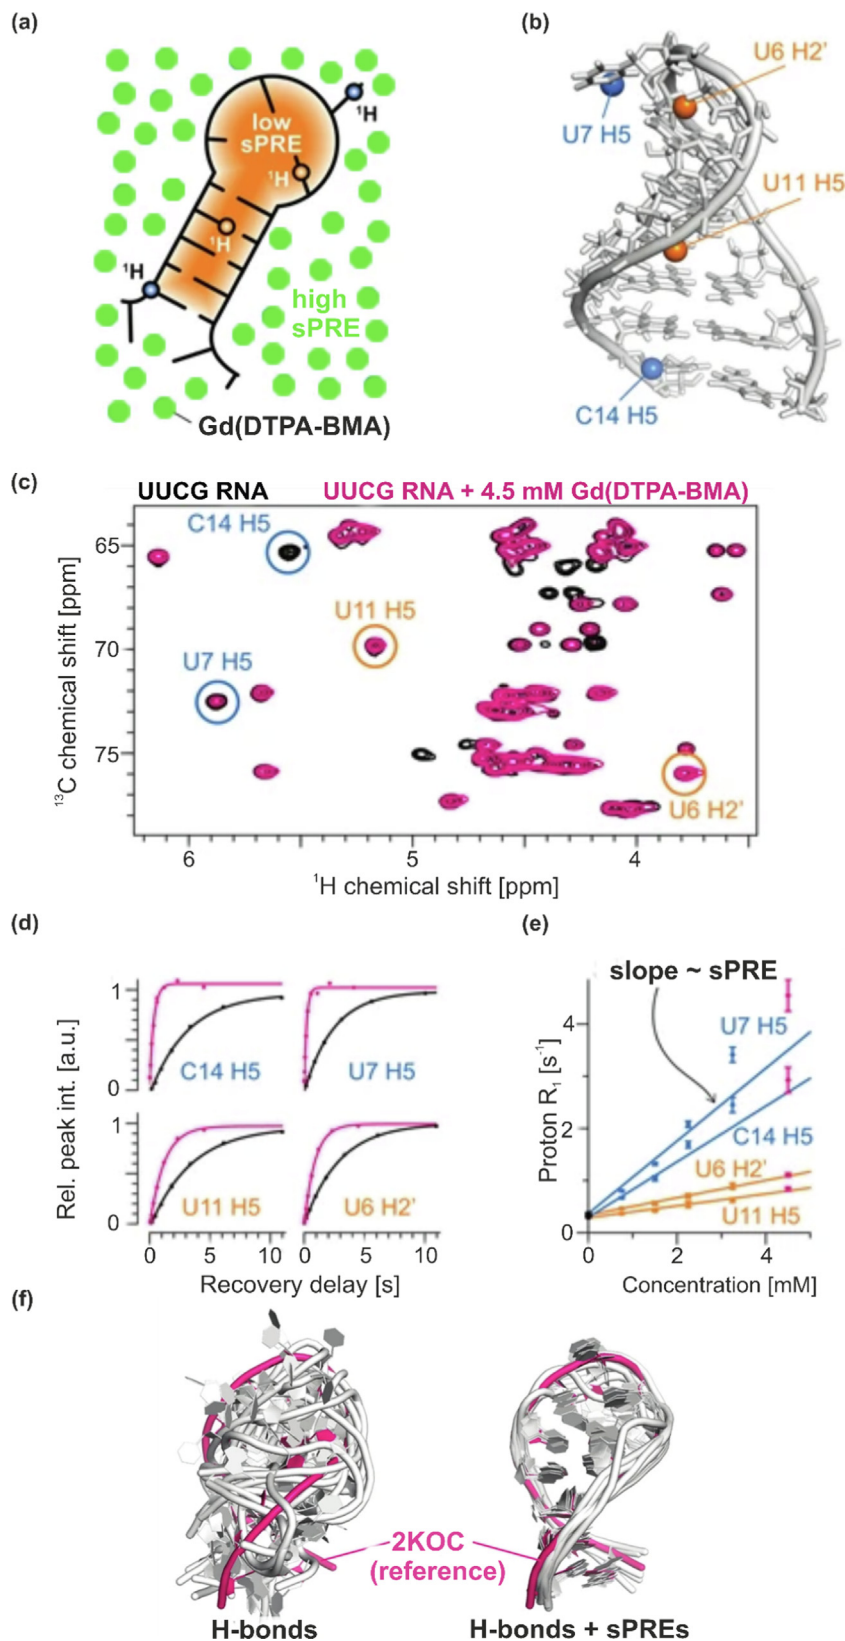 (a)
low
sPRE
¹H
¹H
¹H
¹H
high
sPRE
Gd(DTPA-BMA)
(b)
U6 H2'
U7 H5
U11 H5
C14 H5
(c)
UUCG RNA
UUCG RNA + 4.5 mM Gd(DTPA-BMA)
C14 H5
U11 H5
U7 H5
U6 H2'
65
70
75
¹³C chemical shift [ppm]
6
5
4
¹H chemical shift [ppm]
(d)
1
0
C14 H5
U7 H5
1
0
U11 H5
U6 H2'
Rel. peak int. [a.u.]
0
5
10
0
5
10
Recovery delay [s]
(e)
slope ~ sPRE
U7 H5
C14 H5
U6 H2'
U11 H5
4
2
0
Proton R₁ [s⁻¹]
0
2
4
Concentration [mM]
(f)
2KOC
(reference)
H-bonds
H-bonds + sPREs